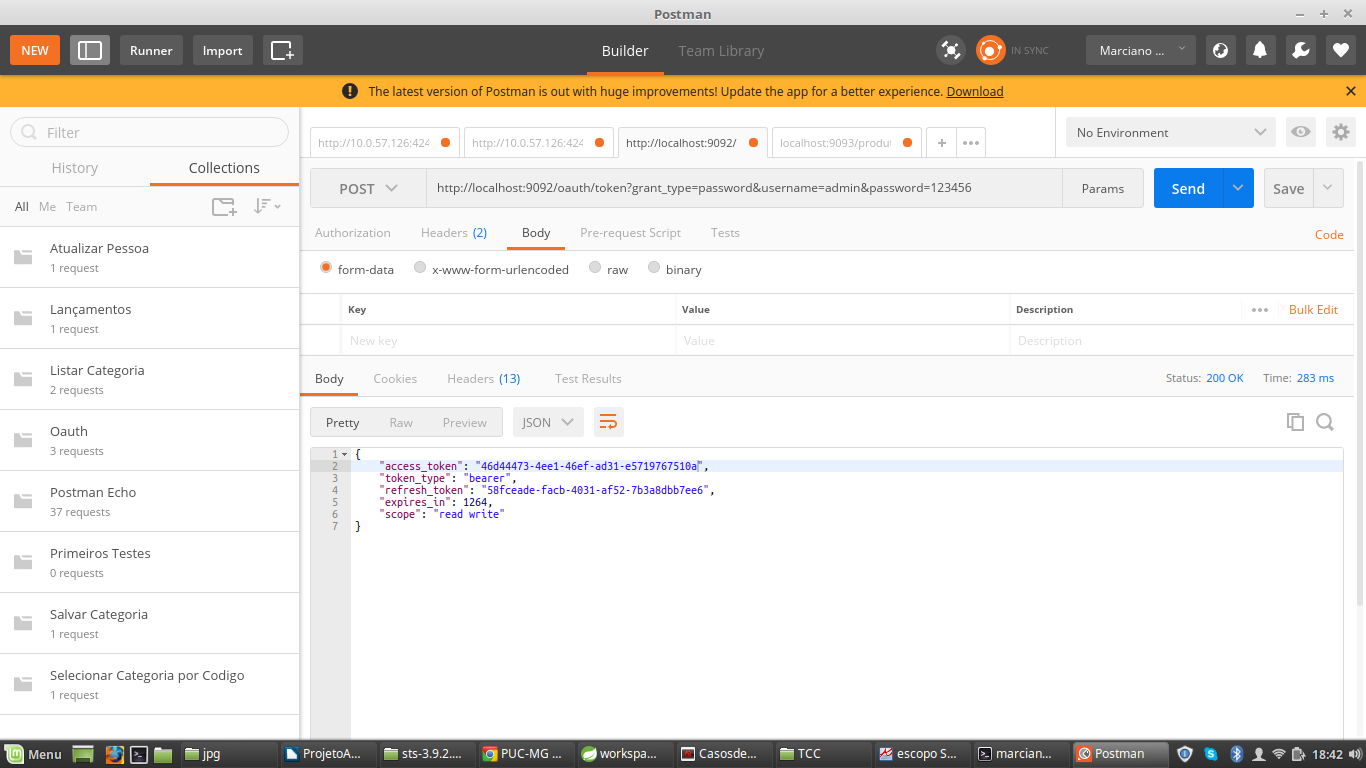 Postman
NEW
Runner
Import
Builder
Team Library
IN SYNC
Marciano ...
The latest version of Postman is out with huge improvements! Update the app for a better experience. Download
Filter
History
Collections
All
Me
Team
Atualizar Pessoa
1 request
Lançamentos
1 request
Listar Categoria
2 requests
Oauth
3 requests
Postman Echo
37 requests
Primeiros Testes
0 requests
Salvar Categoria
1 request
Selecionar Categoria por Codigo
1 request
http://10.0.57.126:424
http://10.0.57.126:424
http://localhost:9092/
localhost:9093/produ
No Environment
POST
http://localhost:9092/oauth/token?grant_type=password&username=admin&password=123456
Params
Send
Save
Authorization
Headers (2)
Body
Pre-request Script
Tests
Code
form-data
x-www-form-urlencoded
raw
binary
Key
Value
Description
Bulk Edit
New key
Value
Description
Body
Cookies
Headers (13)
Test Results
Status: 200 OK
Time: 283 ms
Pretty
Raw
Preview
JSON
1 {
2 "access_token": "46d44473-4ee1-46ef-ad31-e5719767510a",
3 "token_type": "bearer",
4 "refresh_token": "58fceade-facb-4031-af52-7b3a8dbb7ee6",
5 "expires_in": 1264,
6 "scope": "read write"
7 }
Menu
jpg
ProjetoA...
sts-3.9.2....
PUC-MG ...
workspa...
Casosde...
TCC
escopo S...
marcian...
Postman
18:42